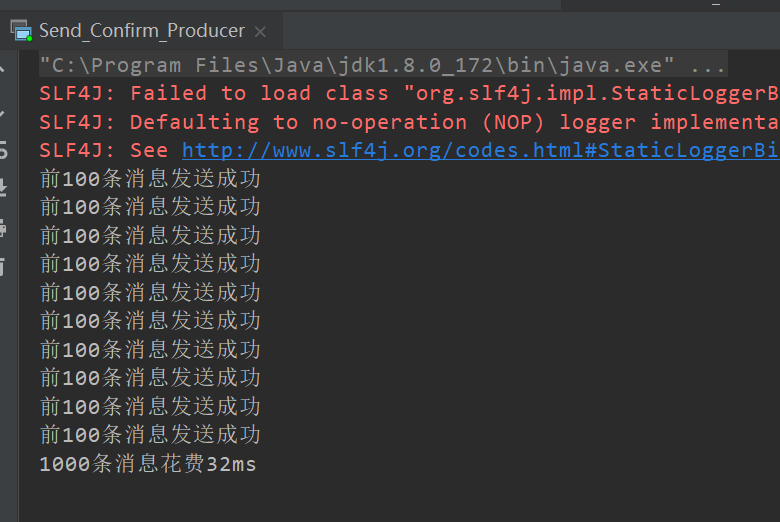 Send_Confirm_Producer
"C:\Program Files\Java\jdk1.8.0_172\bin\java.exe" ...
SLF4J: Failed to load class "org.slf4j.impl.StaticLoggerB
SLF4J: Defaulting to no-operation (NOP) logger implementa
SLF4J: See http://www.slf4j.org/codes.html#StaticLoggerBi
前100条消息发送成功
前100条消息发送成功
前100条消息发送成功
前100条消息发送成功
前100条消息发送成功
前100条消息发送成功
前100条消息发送成功
前100条消息发送成功
前100条消息发送成功
前100条消息发送成功
1000条消息花费32ms